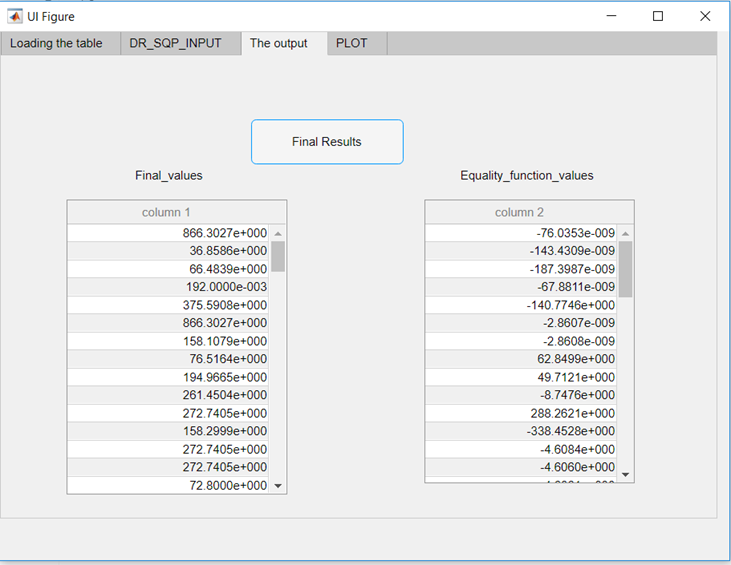 UI Figure
Loading the table DR_SQP_INPUT The output PLOT
Final Results
Final_values
column 1
866.3027e+000
36.8586e+000
66.4839e+000
192.0000e-003
375.5908e+000
866.3027e+000
158.1079e+000
76.5164e+000
194.9665e+000
261.4504e+000
272.7405e+000
158.2999e+000
272.7405e+000
272.7405e+000
72.8000e+000
Equality_function_values
column 2
-76.0353e-009
-143.4309e-009
-187.3987e-009
-67.8811e-009
-140.7746e+000
-2.8607e-009
-2.8608e-009
62.8499e+000
49.7121e+000
-8.7476e+000
288.2621e+000
-338.4528e+000
-4.6084e+000
-4.6060e+000